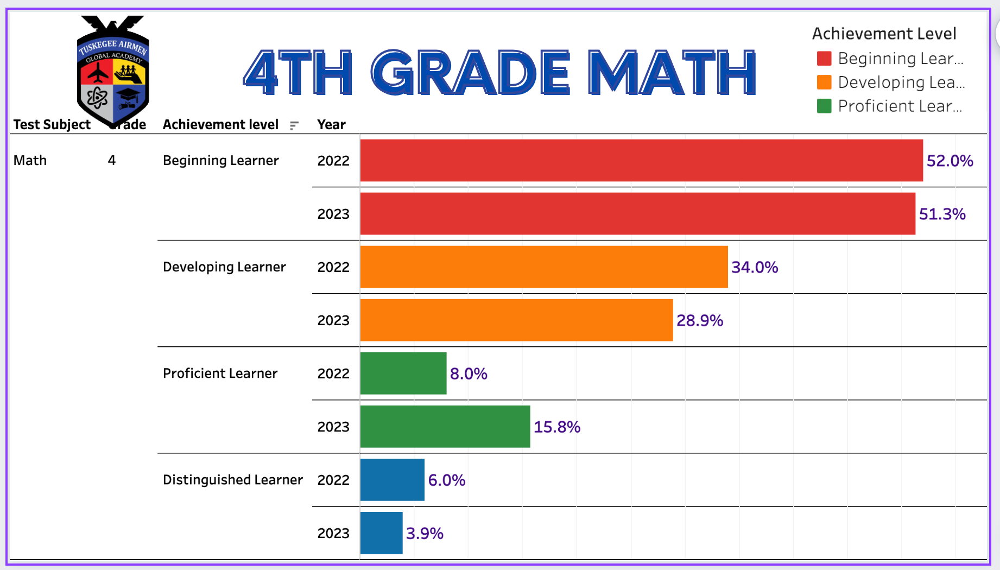 TUSKEGEE AIRMEN
GLOBAL ACADEMY
4TH GRADE MATH
Achievement Level
Beginning Lear...
Developing Lea...
Proficient Lear...
Test Subject Grade Achievement level Year
Math 4 Beginning Learner 2022 52.0%
2023 51.3%
Developing Learner 2022 34.0%
2023 28.9%
Proficient Learner 2022 8.0%
2023 15.8%
Distinguished Learner 2022 6.0%
2023 3.9%